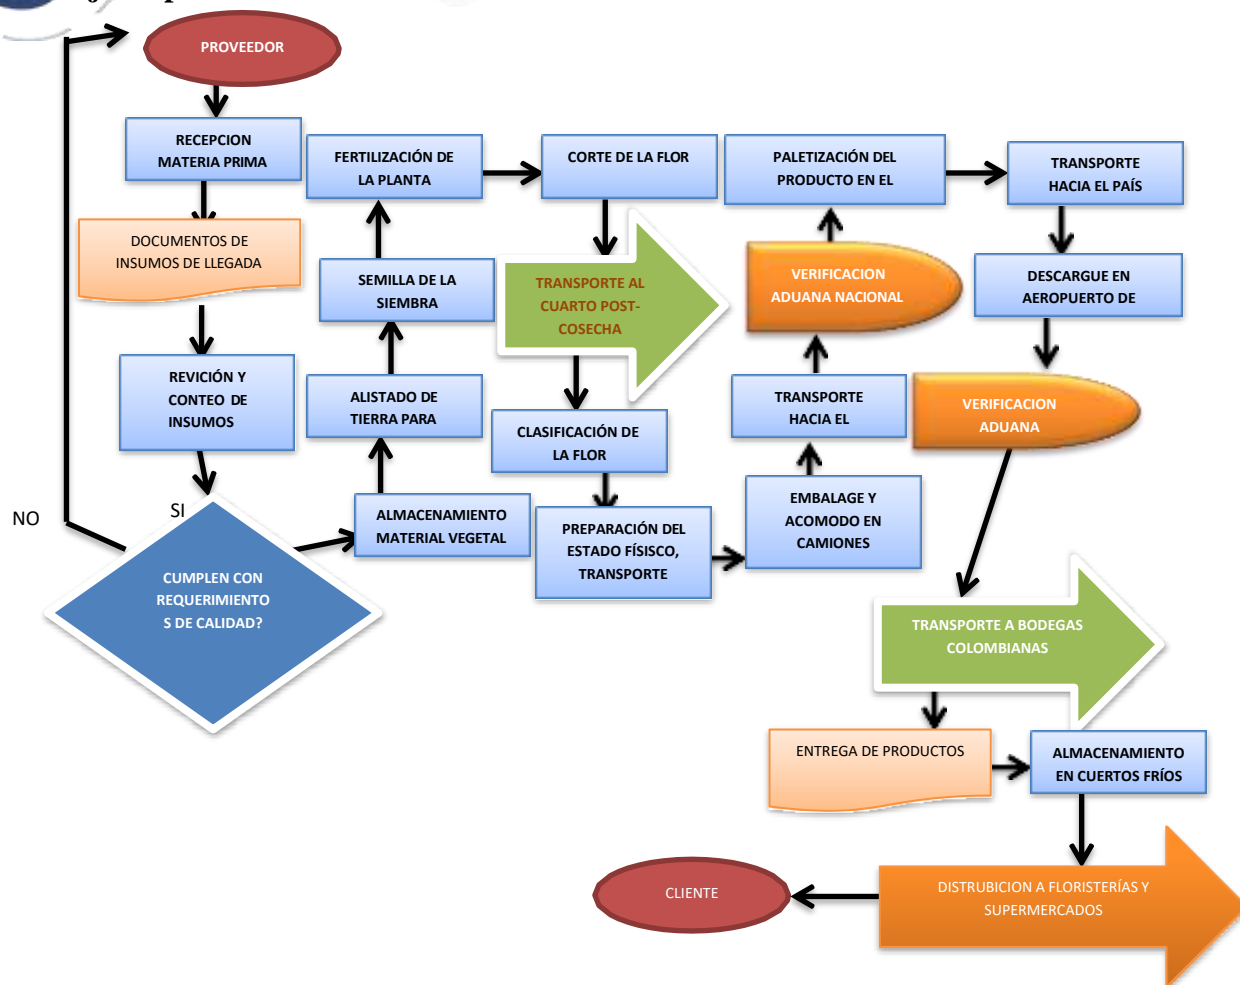 PROVEEDOR
RECEPCION
MATERIA PRIMA
DOCUMENTOS DE
INSUMOS DE LLEGADA
REVICIÓN Y
CONTEO DE
INSUMOS
NO
SI
CUMPLEN CON
REQUERIMIENTO
S DE CALIDAD?
ALMACENAMIENTO
MATERIAL VEGETAL
ALISTADO DE
TIERRA PARA
SEMILLA DE LA
SIEMBRA
FERTILIZACIÓN DE
LA PLANTA
CORTE DE LA FLOR
TRANSPORTE AL
CUARTO POST-
COSECHA
CLASIFICACIÓN DE
LA FLOR
PREPARACIÓN DEL
ESTADO FÍSISCO,
TRANSPORTE
EMBALAGE Y
ACOMODO EN
CAMIONES
TRANSPORTE
HACIA EL
VERIFICACION
ADUANA NACIONAL
PALETIZACIÓN DEL
PRODUCTO EN EL
TRANSPORTE
HACIA EL PAÍS
DESCARGUE EN
AEROPUERTO DE
VERIFICACION
ADUANA
TRANSPORTE A BODEGAS
COLOMBIANAS
ENTREGA DE PRODUCTOS
ALMACENAMIENTO
EN CUERTOS FRÍOS
DISTRUBICION A FLORISTERÍAS Y
SUPERMERCADOS
CLIENTE